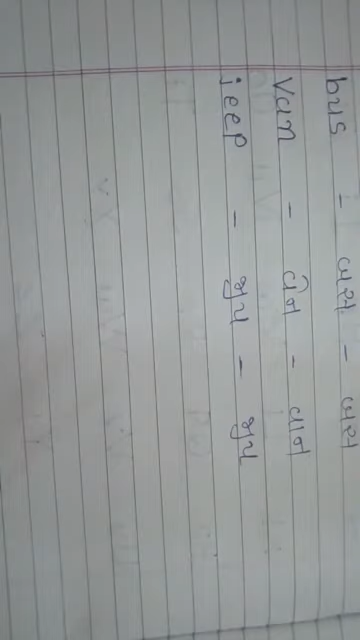 bus - બસ - બસ
van - વેન - વાન
jeep - જીપ - જીપ